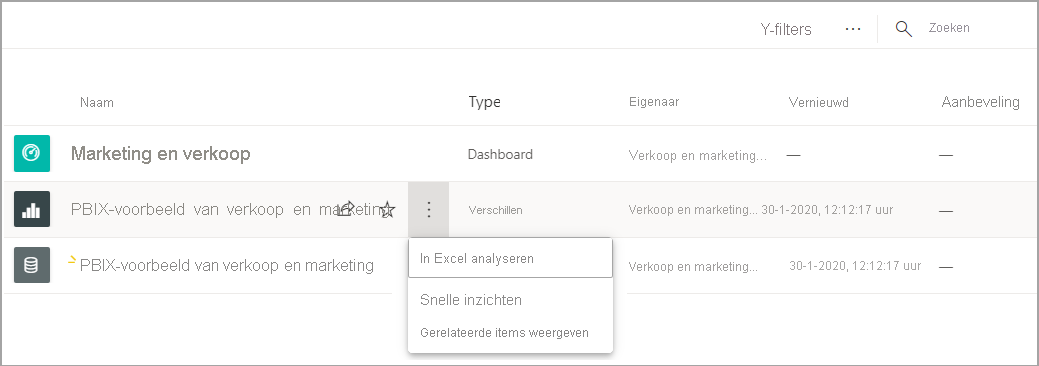 Y-filters ... Zoeken
Naam Type Eigenaar Vernieuwd Aanbeveling
Marketing en verkoop Dashboard Verkoop en marketing... — —
PBIX-voorbeeld van verkoop en marketing Verschillen Verkoop en marketing... 30-1-2020, 12:12:17 uur —
PBIX-voorbeeld van verkoop en marketing Verkoop en marketing... 30-1-2020, 12:12:17 uur —
In Excel analyseren
Snelle inzichten
Gerelateerde items weergeven